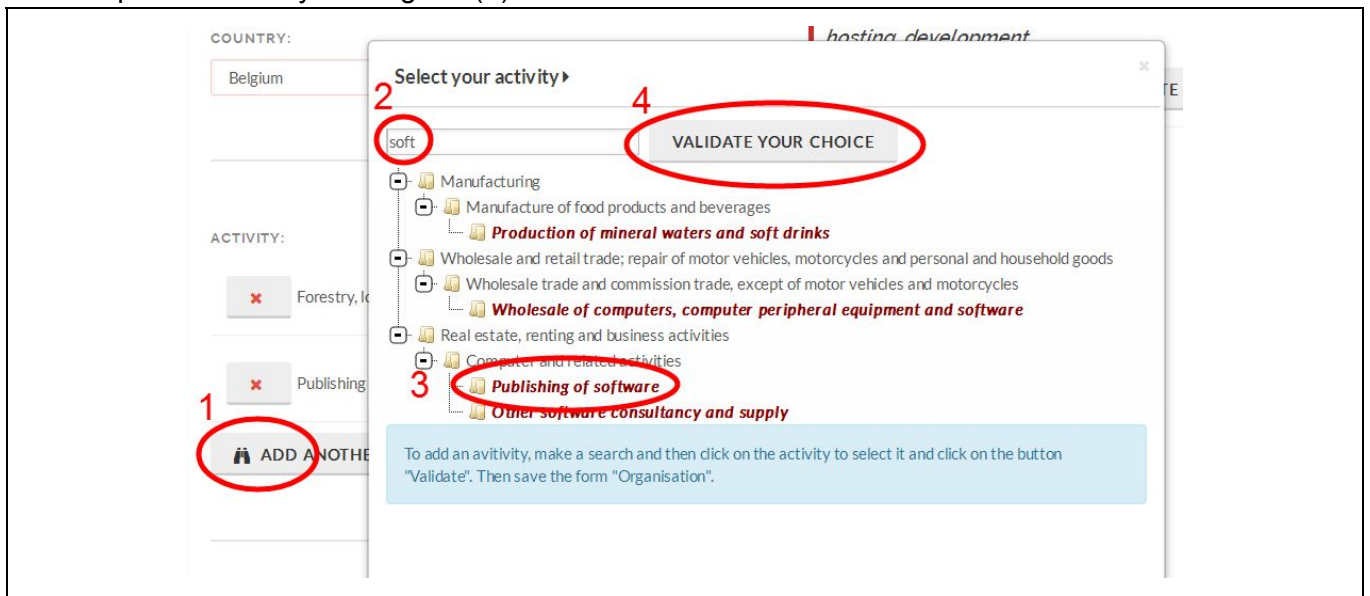 COUNTRY:
hosting, development
Belgium
Select your activity
×
TE
2
4
soft
VALIDATE YOUR CHOICE
Manufacturing
Manufacture of food products and beverages
Production of mineral waters and soft drinks
ACTIVITY:
Wholesale and retail trade; repair of motor vehicles, motorcycles and personal and household goods
Wholesale trade and commission trade, except of motor vehicles and motorcycles
Forestry, lo
Wholesale of computers, computer peripheral equipment and software
Real estate, renting and business activities
Computer and related activities
Publishing
3
Publishing of software
1
Other software consultancy and supply
ADD ANOTHE
To add an avitivity, make a search and then click on the activity to select it and click on the button
"Validate". Then save the form "Organisation".